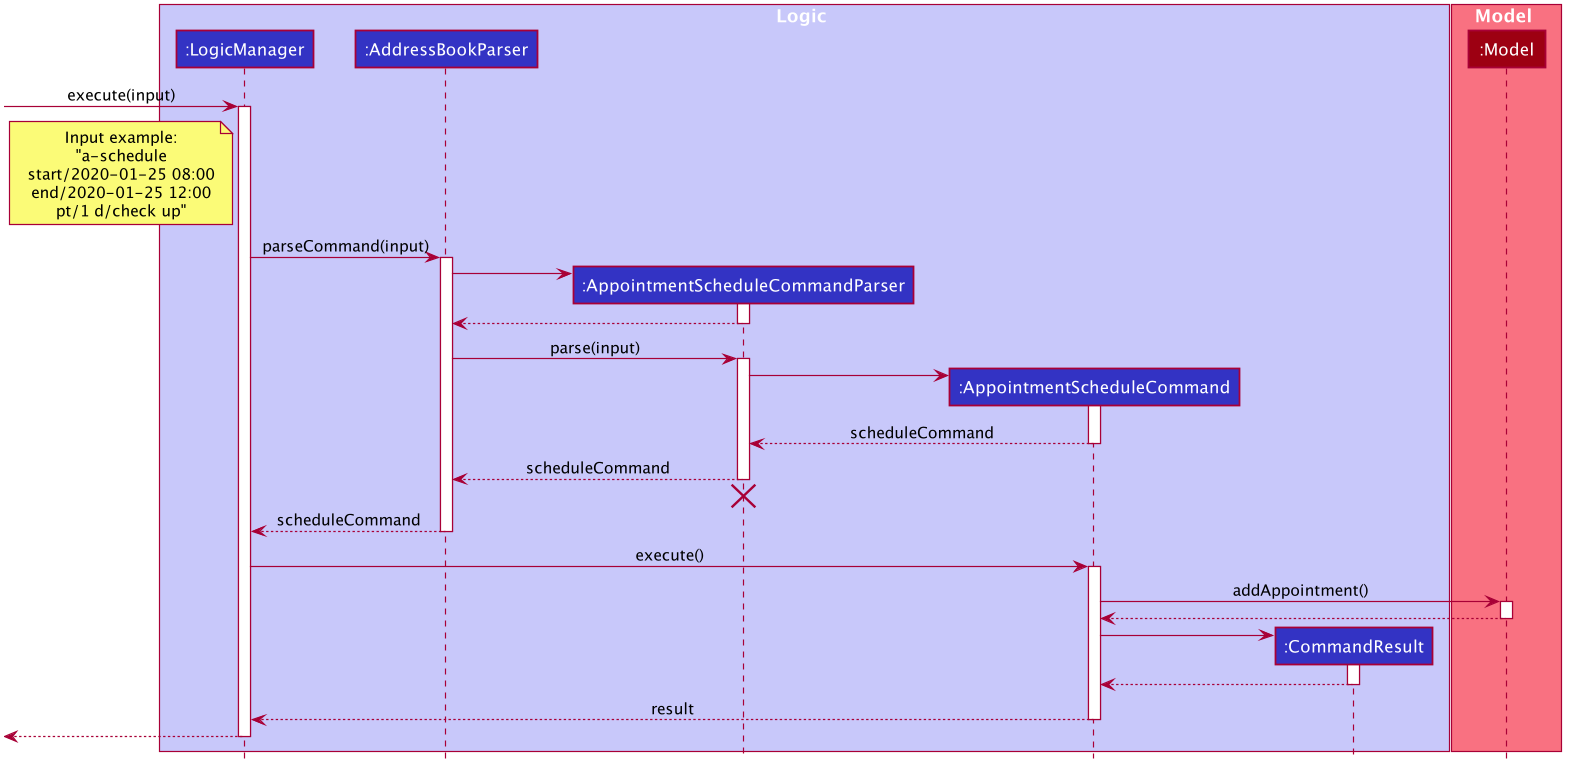 Logic
Model
:LogicManager
:AddressBookParser
:Model
execute(input)
Input example:
"a-schedule
start/2020-01-25 08:00
end/2020-01-25 12:00
pt/1 d/check up"
parseCommand(input)
:AppointmentScheduleCommandParser
parse(input)
:AppointmentScheduleCommand
scheduleCommand
scheduleCommand
scheduleCommand
execute()
addAppointment()
:CommandResult
result